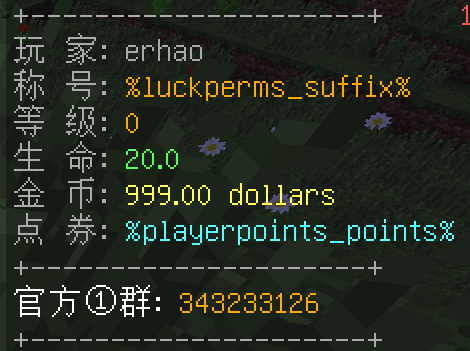 +--------------------+
玩 家: erhao
称 号: %luckperms_suffix%
等 级: 0
生 命: 20.0
金 币: 999.00 dollars
点 券: %playerpoints_points%
+--------------------+
官方①群: 343233126
+--------------------+